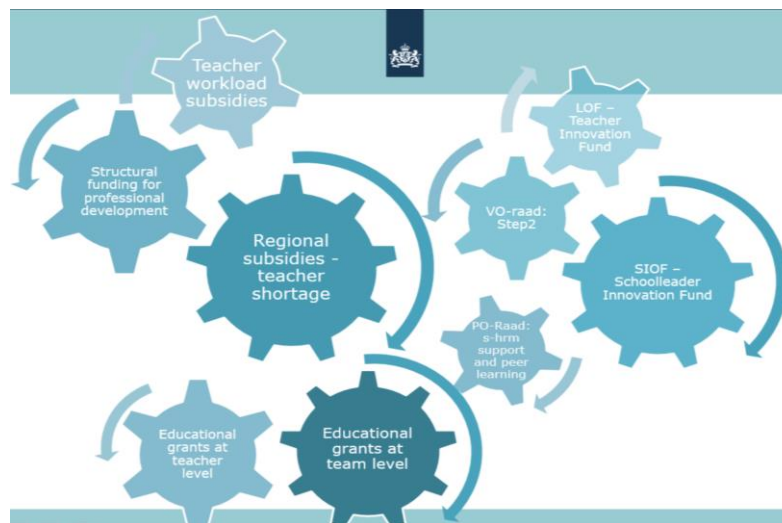 Teacher
workload
subsidies
Structural
funding for
professional
development
Regional
subsidies -
teacher
shortage
LOF –
Teacher
Innovation
Fund
VO-raad:
Step2
SIOF –
Schoolleader
Innovation Fund
PO-Raad:
s-hrm
support
and peer
learning
Educational
grants at
teacher
level
Educational
grants at
team level